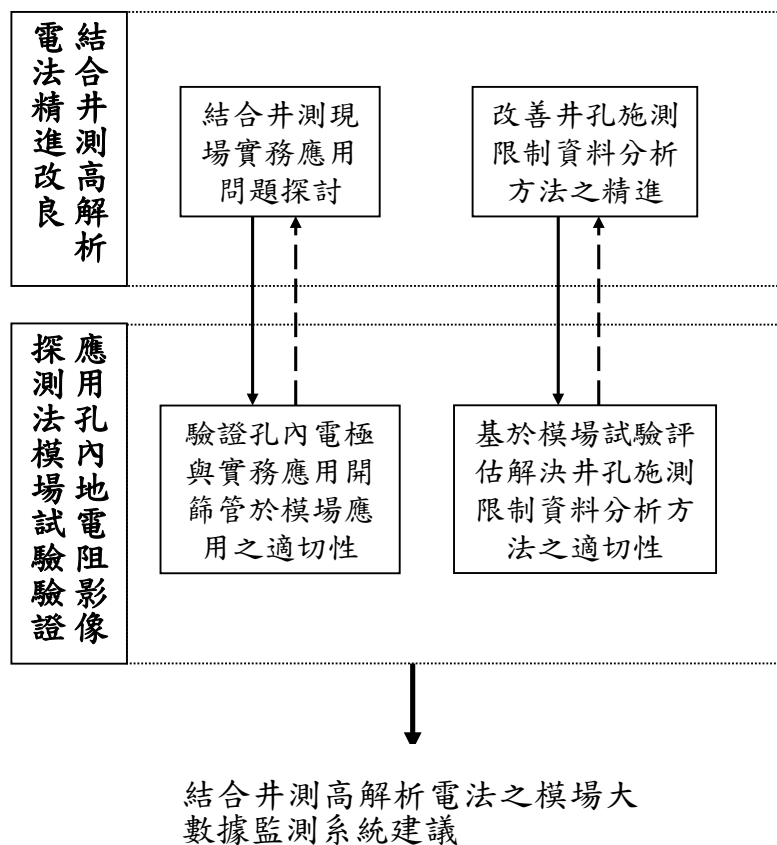 結合井測高解析
電法精進改良
結合井測現
場實務應用
問題探討
改善井孔施測
限制資料分析
方法之精進
應用孔內地電阻影像
探測法模場試驗驗證
驗證孔內電極
與實務應用開
篩管於模場應
用之適切性
基於模場試驗評
估解決井孔施測
限制資料分析方
法之適切性
結合井測高解析電法之模場大
數據監測系統建議